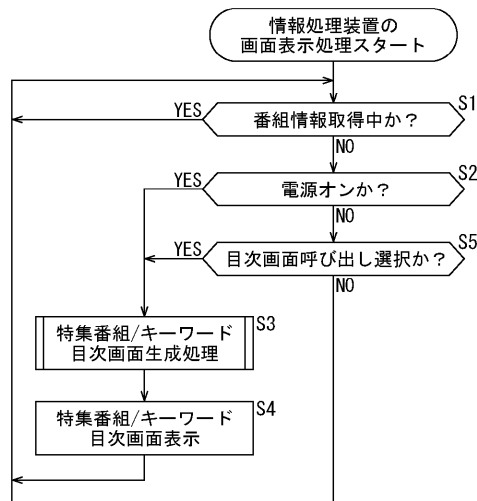 情報処理装置の
画面表示処理スタート
S1
YES
番組情報取得中か？
NO
S2
YES
電源オンか？
NO
S5
YES
目次画面呼び出し選択か？
NO
S3
特集番組/キーワード
目次画面生成処理
S4
特集番組/キーワード
目次画面表示